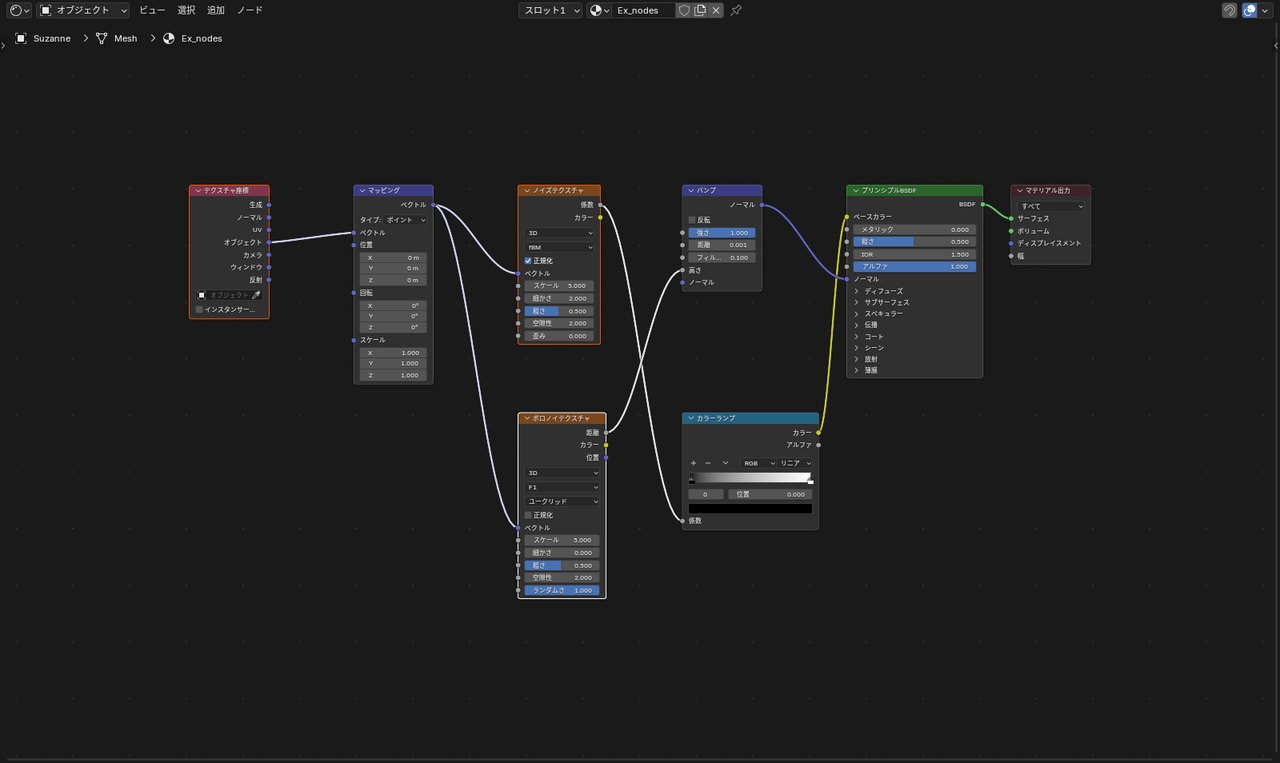 オブジェクト ビュー 選択 追加 ノード スロット1 Ex_nodes
Suzanne Mesh Ex_nodes
テクスチャ座標
生成
ノーマル
UV
オブジェクト
カメラ
ウィンドウ
反射
オブジェクト
インスタンサー...
マッピング
ベクトル
タイプ: ポイント
ベクトル
位置
X 0 m
Y 0 m
Z 0 m
回転
X 0°
Y 0°
Z 0°
スケール
X 1.000
Y 1.000
Z 1.000
ノイズテクスチャ
係数
カラー
3D
fBM
正規化
ベクトル
スケール 5.000
細かさ 2.000
粗さ 0.500
空隙性 2.000
歪み 0.000
ボロノイテクスチャ
距離
カラー
位置
3D
F1
ユークリッド
正規化
ベクトル
スケール 5.000
細かさ 0.000
粗さ 0.500
空隙性 2.000
ランダムさ 1.000
バンプ
ノーマル
反転
強さ 1.000
距離 0.001
フィル... 0.100
高さ
ノーマル
カラーランプ
カラー
アルファ
RGB リニア
0 位置 0.000
係数
プリンシプルBSDF
BSDF
ベースカラー
メタリック 0.000
粗さ 0.500
IOR 1.500
アルファ 1.000
ノーマル
ディフューズ
サブサーフェス
スペキュラー
伝播
コート
シーン
放射
薄膜
マテリアル出力
すべて
サーフェス
ボリューム
ディスプレイスメント
幅